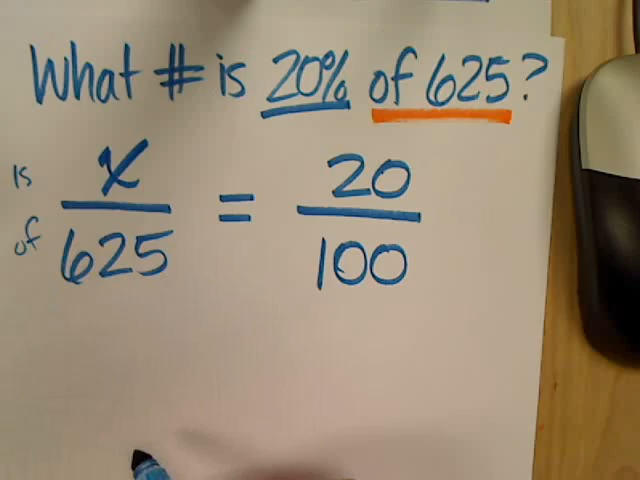 What # is 20% of 625?
is x = 20
of 625 100